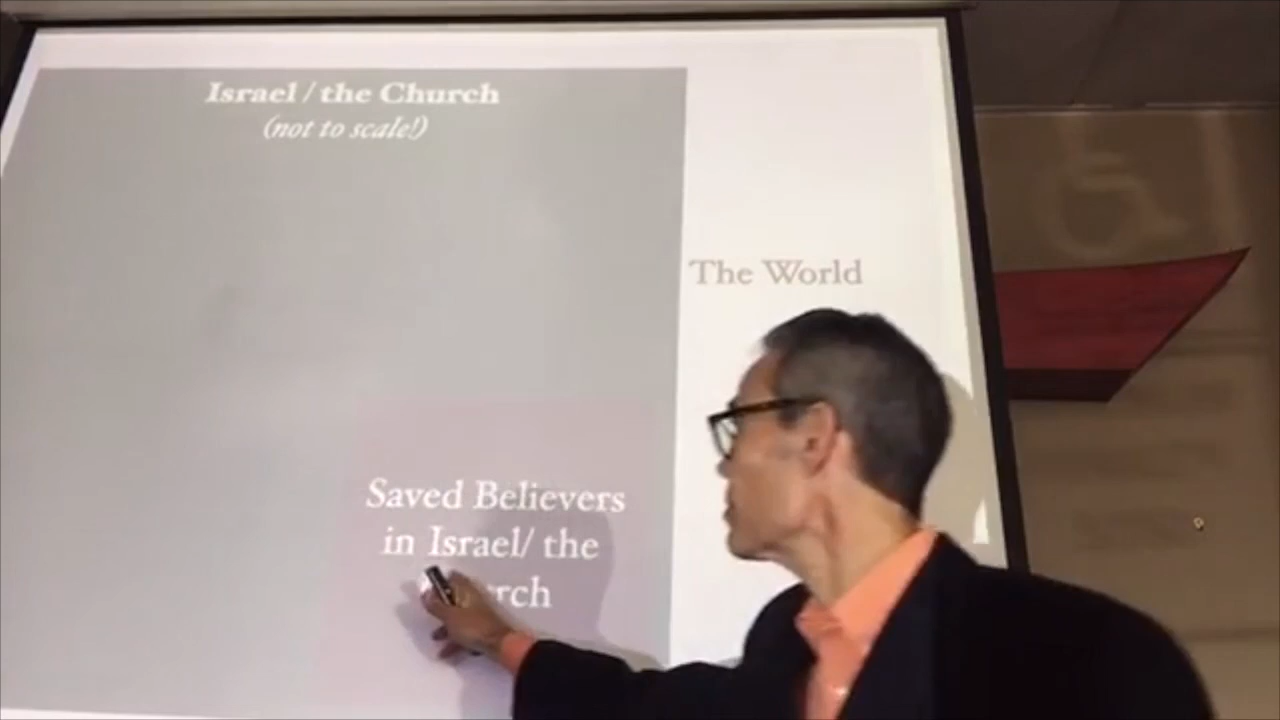 Israel / the Church
(not to scale!)
The World
Saved Believers
in Israel/ the